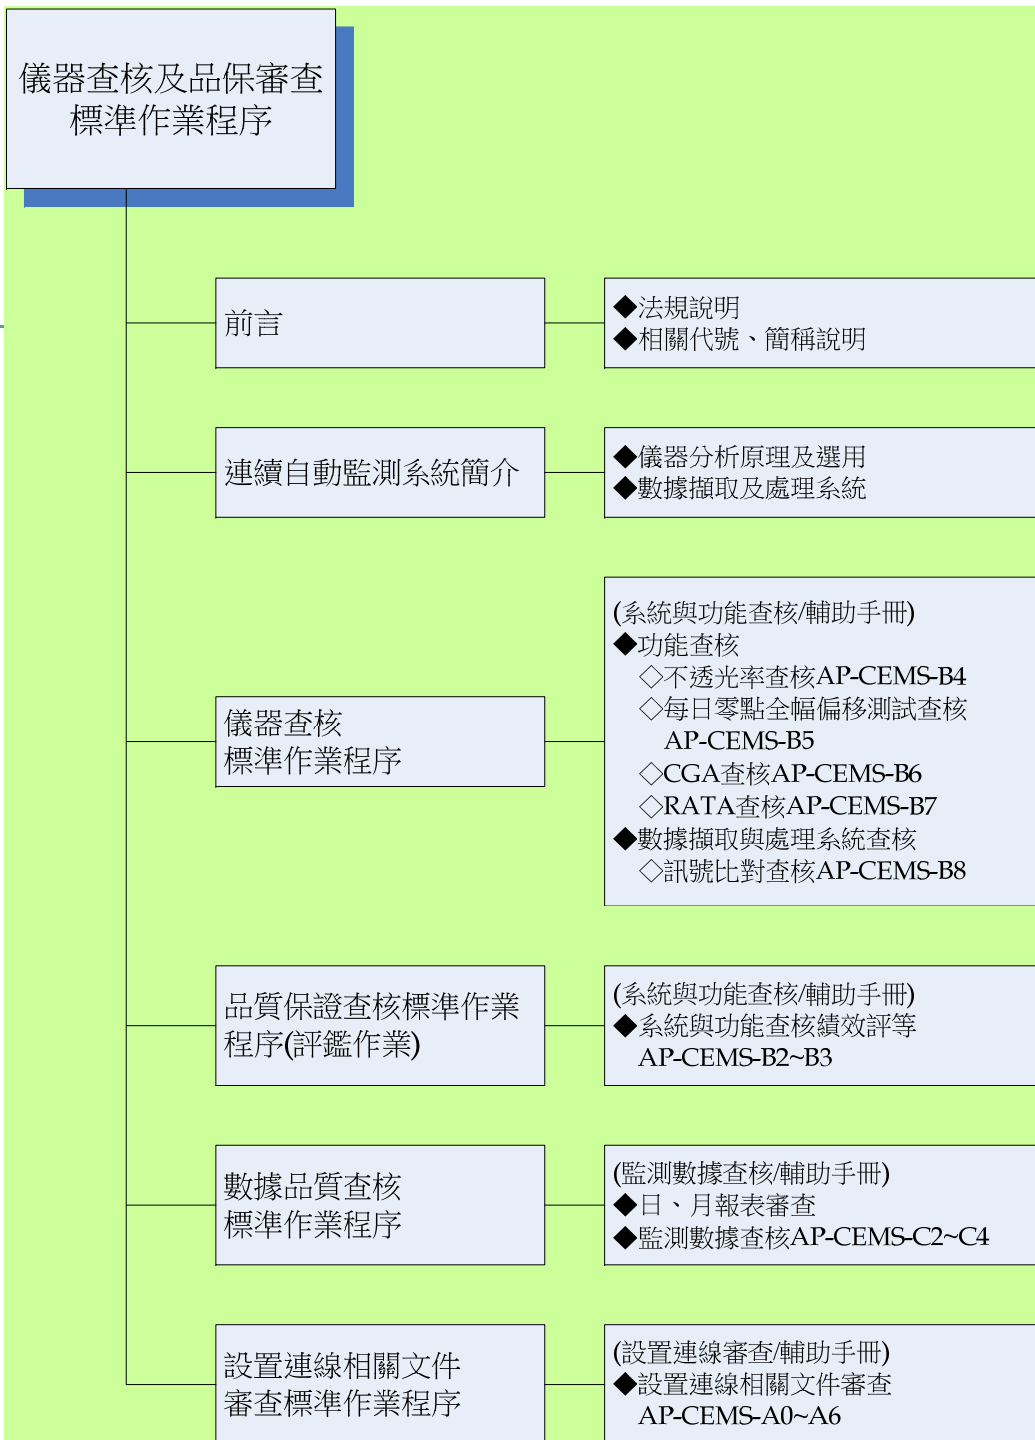 儀器查核及品保審查
標準作業程序
前言
◆法規說明
◆相關代號、簡稱說明
連續自動監測系統簡介
◆儀器分析原理及選用
◆數據擷取及處理系統
儀器查核
標準作業程序
(系統與功能查核/輔助手冊)
◆功能查核
◇不透光率查核AP-CEMS-B4
◇每日零點全幅偏移測試查核
AP-CEMS-B5
◇CGA查核AP-CEMS-B6
◇RATA查核AP-CEMS-B7
◆數據擷取與處理系統查核
◇訊號比對查核AP-CEMS-B8
品質保證查核標準作業
程序(評鑑作業)
(系統與功能查核/輔助手冊)
◆系統與功能查核績效評等
AP-CEMS-B2~B3
數據品質查核
標準作業程序
(監測數據查核/輔助手冊)
◆日、月報表審查
◆監測數據查核AP-CEMS-C2~C4
設置連線相關文件
審查標準作業程序
(設置連線審查/輔助手冊)
◆設置連線相關文件審查
AP-CEMS-A0~A6